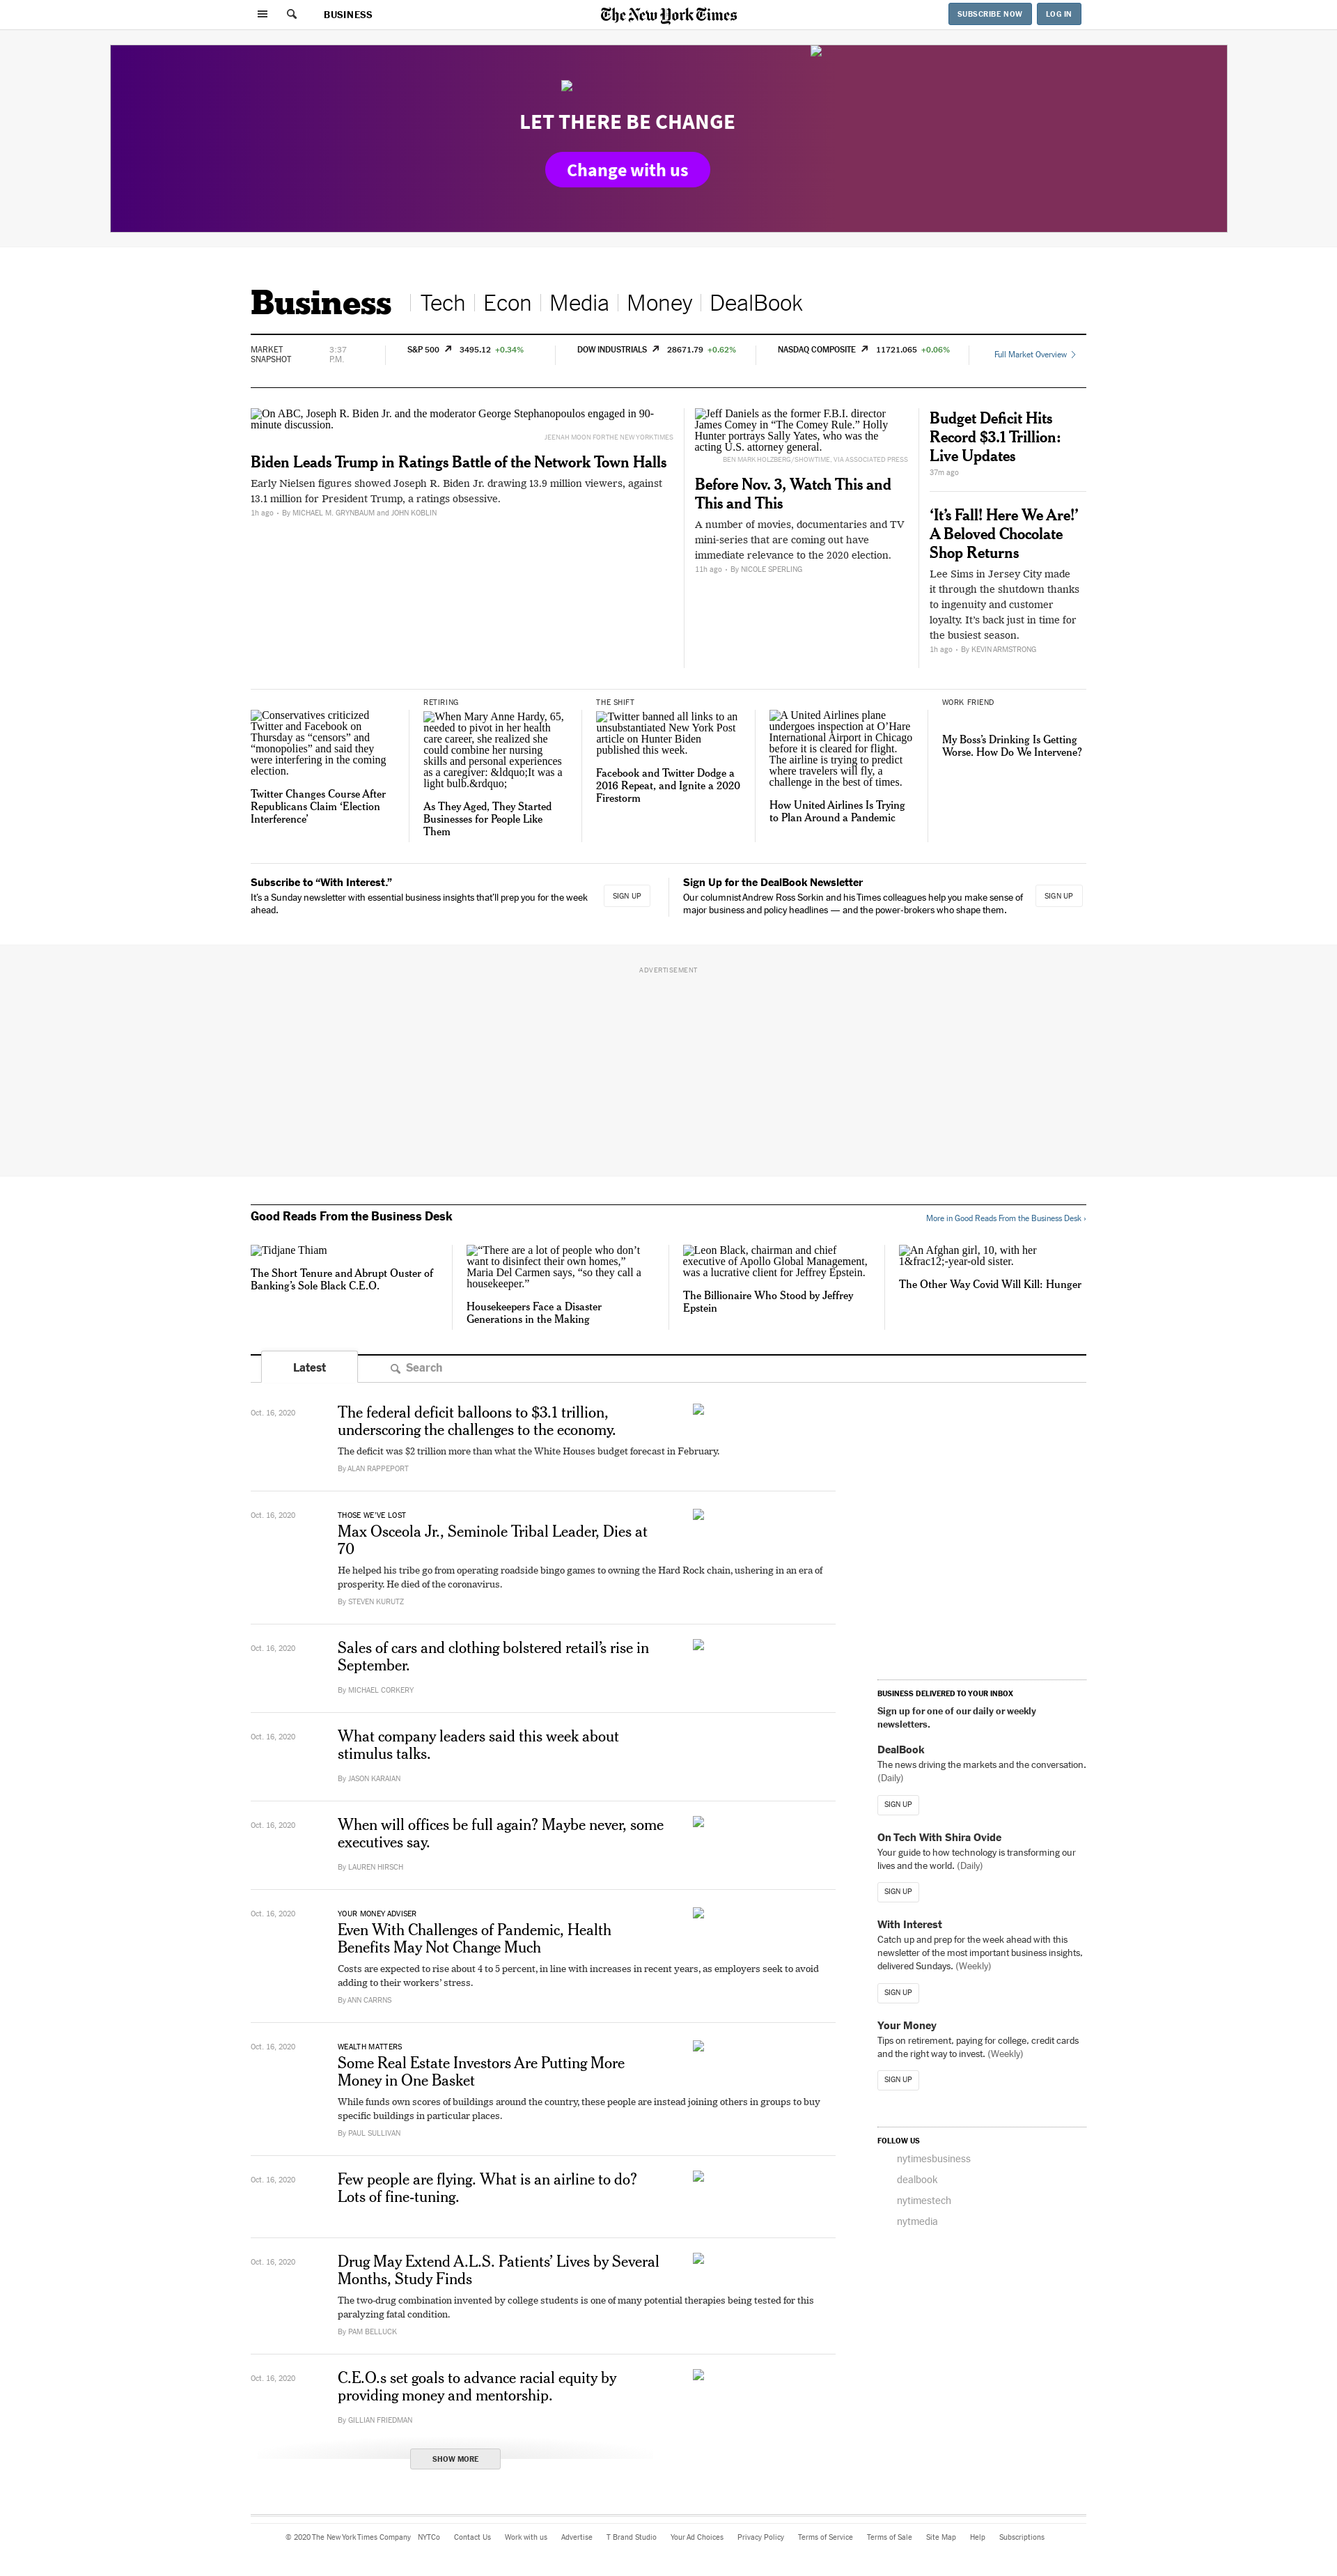 BUSINESS
The New York Times
SUBSCRIBE NOW
LOG IN
LET THERE BE CHANGE
Change with us
Business
Tech
Econ
Media
Money
DealBook
MARKET
SNAPSHOT
3:37
P.M.
S&P 500 3495.12 +0.34%
DOW INDUSTRIALS 28671.79 +0.62%
NASDAQ COMPOSITE 11721.065 +0.06%
Full Market Overview
On ABC, Joseph R. Biden Jr. and the moderator George Stephanopoulos engaged in 90-
minute discussion.
JEENAH MOON FOR THE NEW YORK TIMES
Biden Leads Trump in Ratings Battle of the Network Town Halls
Early Nielsen figures showed Joseph R. Biden Jr. drawing 13.9 million viewers, against
13.1 million for President Trump, a ratings obsessive.
1h ago • By MICHAEL M. GRYNBAUM and JOHN KOBLIN
Jeff Daniels as the former F.B.I. director
James Comey in “The Comey Rule.” Holly
Hunter portrays Sally Yates, who was the
acting U.S. attorney general.
BEN MARK HOLZBERG/SHOWTIME, VIA ASSOCIATED PRESS
Before Nov. 3, Watch This and
This and This
A number of movies, documentaries and TV
mini-series that are coming out have
immediate relevance to the 2020 election.
11h ago • By NICOLE SPERLING
Budget Deficit Hits
Record $3.1 Trillion:
Live Updates
37m ago
‘It’s Fall! Here We Are!’
A Beloved Chocolate
Shop Returns
Lee Sims in Jersey City made
it through the shutdown thanks
to ingenuity and customer
loyalty. It’s back just in time for
the busiest season.
1h ago • By KEVIN ARMSTRONG
Conservatives criticized
Twitter and Facebook on
Thursday as “censors” and
“monopolies” and said they
were interfering in the coming
election.
Twitter Changes Course After
Republicans Claim ‘Election
Interference’
RETIRING
When Mary Anne Hardy, 65,
needed to pivot in her health
care career, she realized she
could combine her nursing
skills and personal experiences
as a caregiver: &ldquo;It was a
light bulb.&rdquo;
As They Aged, They Started
Businesses for People Like
Them
THE SHIFT
Twitter banned all links to an
unsubstantiated New York Post
article on Hunter Biden
published this week.
Facebook and Twitter Dodge a
2016 Repeat, and Ignite a 2020
Firestorm
A United Airlines plane
undergoes inspection at O’Hare
International Airport in Chicago
before it is cleared for flight.
The airline is trying to predict
where travelers will fly, a
challenge in the best of times.
How United Airlines Is Trying
to Plan Around a Pandemic
WORK FRIEND
My Boss’s Drinking Is Getting
Worse. How Do We Intervene?
Subscribe to “With Interest.”
It’s a Sunday newsletter with essential business insights that’ll prep you for the week
ahead.
SIGN UP
Sign Up for the DealBook Newsletter
Our columnist Andrew Ross Sorkin and his Times colleagues help you make sense of
major business and policy headlines — and the power-brokers who shape them.
SIGN UP
ADVERTISEMENT
Good Reads From the Business Desk
More in Good Reads From the Business Desk ›
Tidjane Thiam
The Short Tenure and Abrupt Ouster of
Banking’s Sole Black C.E.O.
“There are a lot of people who don’t
want to disinfect their own homes,”
Maria Del Carmen says, “so they call a
housekeeper.”
Housekeepers Face a Disaster
Generations in the Making
Leon Black, chairman and chief
executive of Apollo Global Management,
was a lucrative client for Jeffrey Epstein.
The Billionaire Who Stood by Jeffrey
Epstein
An Afghan girl, 10, with her
1&frac12;-year-old sister.
The Other Way Covid Will Kill: Hunger
Latest
Search
Oct. 16, 2020
The federal deficit balloons to $3.1 trillion,
underscoring the challenges to the economy.
The deficit was $2 trillion more than what the White Houses budget forecast in February.
By ALAN RAPPEPORT
Oct. 16, 2020
THOSE WE’VE LOST
Max Osceola Jr., Seminole Tribal Leader, Dies at
70
He helped his tribe go from operating roadside bingo games to owning the Hard Rock chain, ushering in an era of
prosperity. He died of the coronavirus.
By STEVEN KURUTZ
Oct. 16, 2020
Sales of cars and clothing bolstered retail’s rise in
September.
By MICHAEL CORKERY
Oct. 16, 2020
What company leaders said this week about
stimulus talks.
By JASON KARAIAN
Oct. 16, 2020
When will offices be full again? Maybe never, some
executives say.
By LAUREN HIRSCH
Oct. 16, 2020
YOUR MONEY ADVISER
Even With Challenges of Pandemic, Health
Benefits May Not Change Much
Costs are expected to rise about 4 to 5 percent, in line with increases in recent years, as employers seek to avoid
adding to their workers’ stress.
By ANN CARRNS
Oct. 16, 2020
WEALTH MATTERS
Some Real Estate Investors Are Putting More
Money in One Basket
While funds own scores of buildings around the country, these people are instead joining others in groups to buy
specific buildings in particular places.
By PAUL SULLIVAN
Oct. 16, 2020
Few people are flying. What is an airline to do?
Lots of fine-tuning.
Oct. 16, 2020
Drug May Extend A.L.S. Patients’ Lives by Several
Months, Study Finds
The two-drug combination invented by college students is one of many potential therapies being tested for this
paralyzing fatal condition.
By PAM BELLUCK
Oct. 16, 2020
C.E.O.s set goals to advance racial equity by
providing money and mentorship.
By GILLIAN FRIEDMAN
SHOW MORE
BUSINESS DELIVERED TO YOUR INBOX
Sign up for one of our daily or weekly
newsletters.
DealBook
The news driving the markets and the conversation.
(Daily)
SIGN UP
On Tech With Shira Ovide
Your guide to how technology is transforming our
lives and the world. (Daily)
SIGN UP
With Interest
Catch up and prep for the week ahead with this
newsletter of the most important business insights,
delivered Sundays. (Weekly)
SIGN UP
Your Money
Tips on retirement, paying for college, credit cards
and the right way to invest. (Weekly)
SIGN UP
FOLLOW US
nytimesbusiness
dealbook
nytimestech
nytmedia
© 2020 The New York Times Company NYTCo Contact Us Work with us Advertise T Brand Studio Your Ad Choices Privacy Policy Terms of Service Terms of Sale Site Map Help Subscriptions